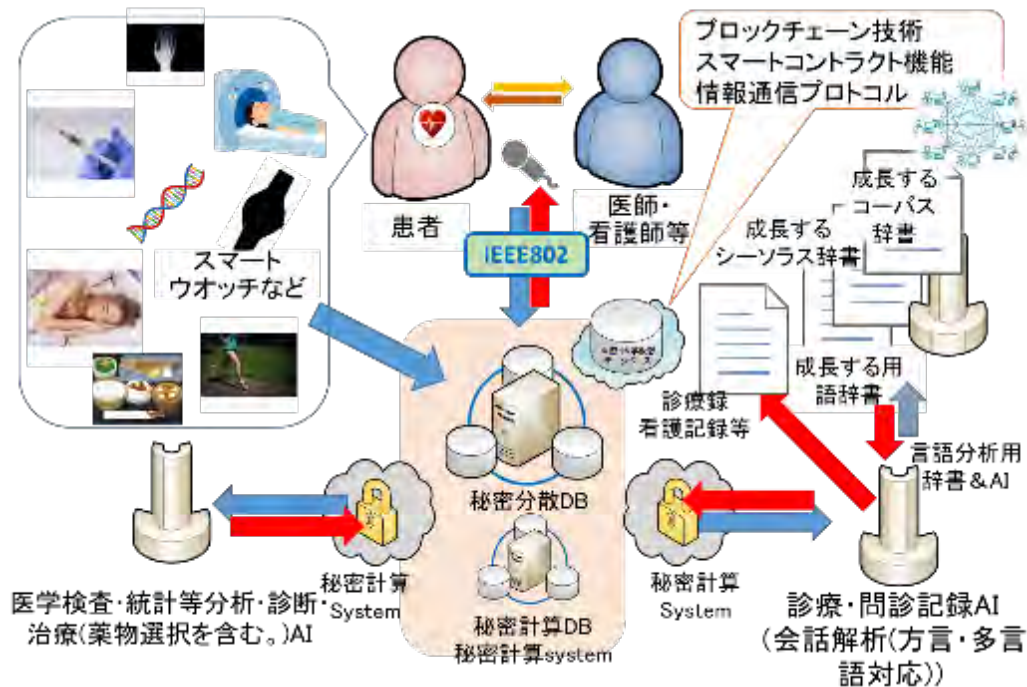 ブロックチェーン技術
スマートコントラクト機能
情報通信プロトコル
患者
医師・
看護師等
IEEE802
スマート
ウオッチなど
成長する
コーパス
辞書
成長する
シーソラス辞書
成長する用
語辞書
診療録
看護記録等
言語分析用
辞書&AI
秘密分散DB
秘密計算
System
秘密計算
System
秘密計算DB
秘密計算system
医学検査・統計等分析・診断・
治療(薬物選択を含む。)AI
診療・問診記録AI
(会話解析(方言・多言
語対応))